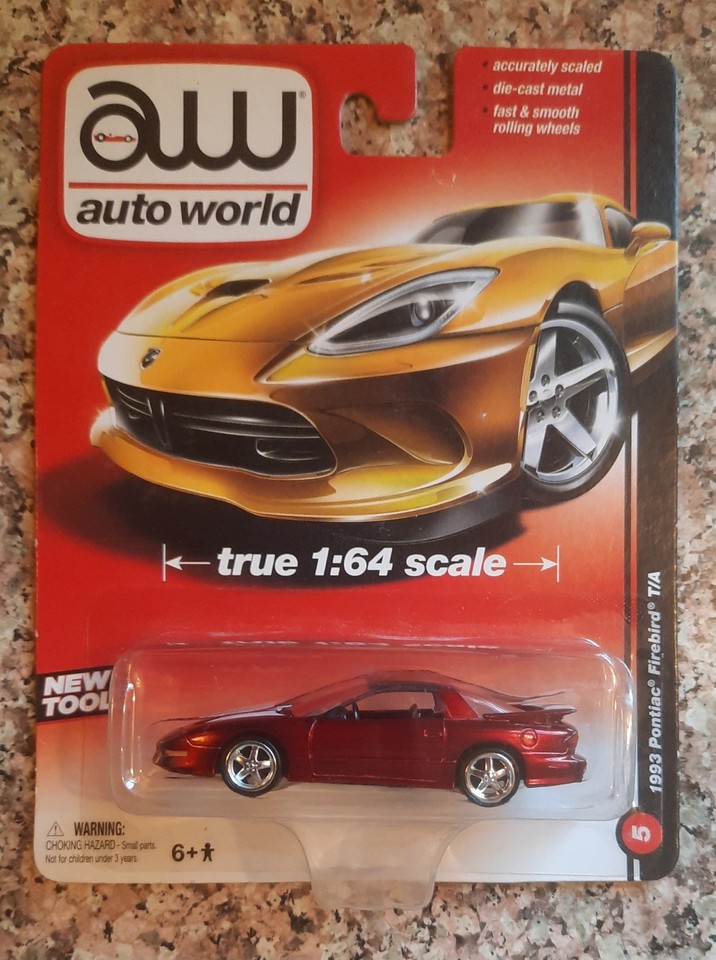 aw®
auto world
• accurately scaled
• die-cast metal
• fast & smooth
rolling wheels
true 1:64 scale
1993 Pontiac® Firebird® T/A
5
NEW
TOOL
WARNING:
CHOKING HAZARD - Small parts.
Not for children under 3 years.
6+